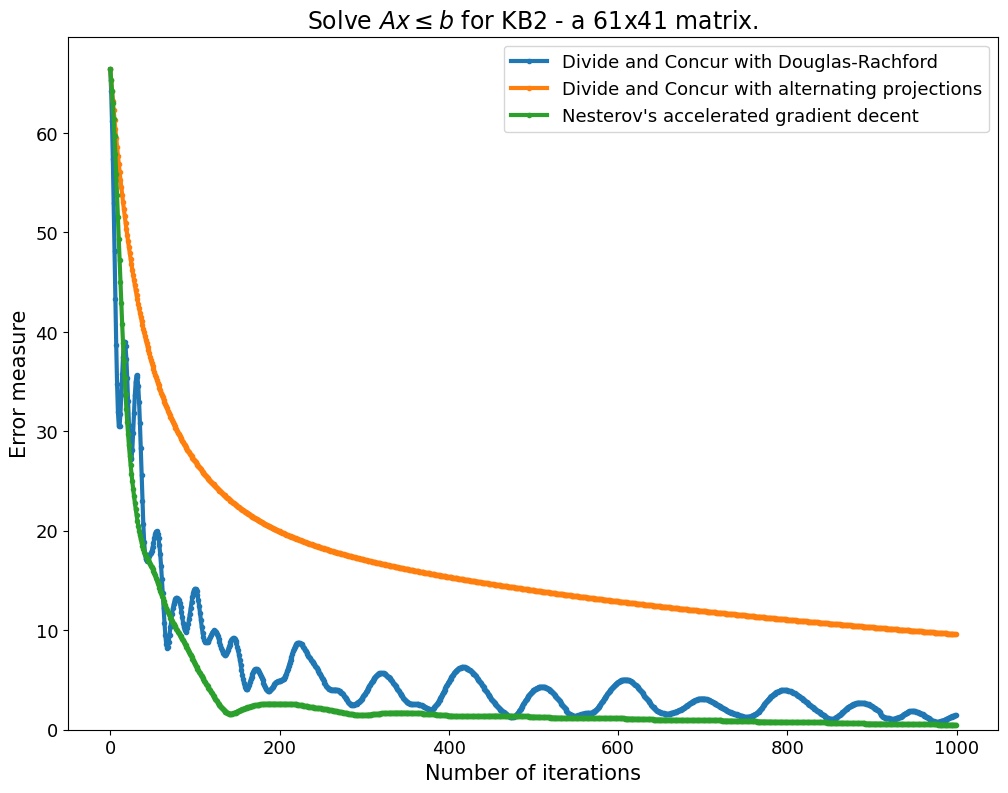 Solve Ax ≤ b for KB2 - a 61x41 matrix.
Divide and Concur with Douglas-Rachford
Divide and Concur with alternating projections
Nesterov's accelerated gradient decent
Error measure
60
50
40
30
20
10
0
0 200 400 600 800 1000
Number of iterations